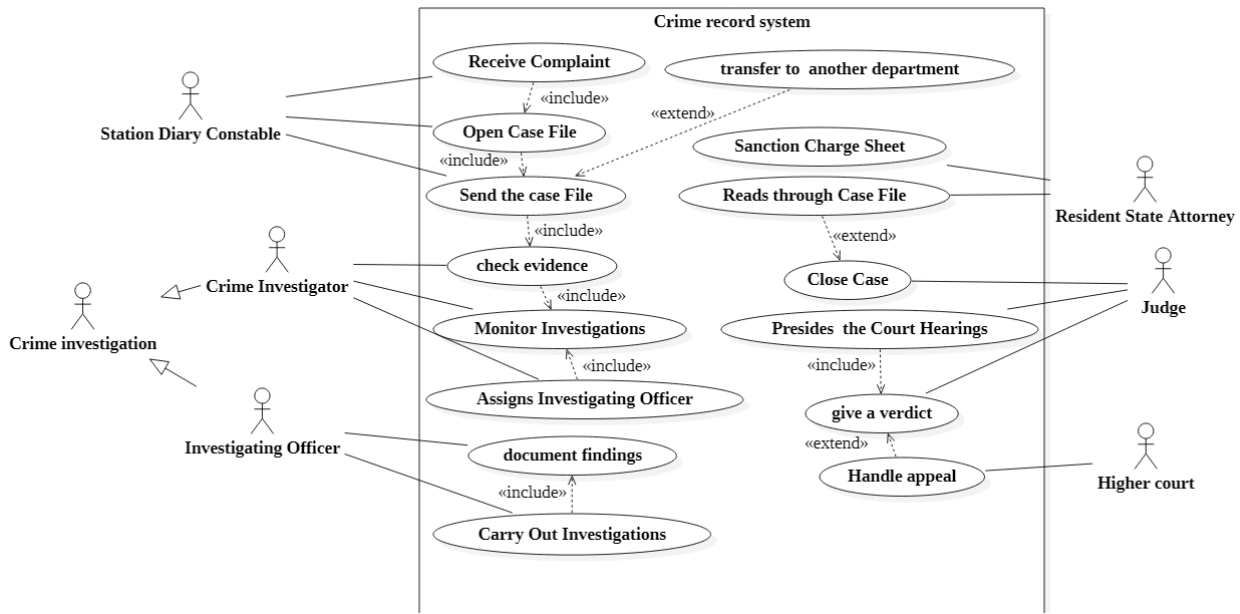 Crime record system
Receive Complaint
transfer to another department
«include»
«extend»
Station Diary Constable
Open Case File
Sanction Charge Sheet
«include»
Send the case File
Reads through Case File
Resident State Attorney
«include»
«extend»
check evidence
Close Case
Crime Investigator
«include»
Judge
Monitor Investigations
Presides the Court Hearings
Crime investigation
«include»
«include»
Assigns Investigating Officer
give a verdict
Investigating Officer
document findings
«extend»
Handle appeal
Higher court
«include»
Carry Out Investigations